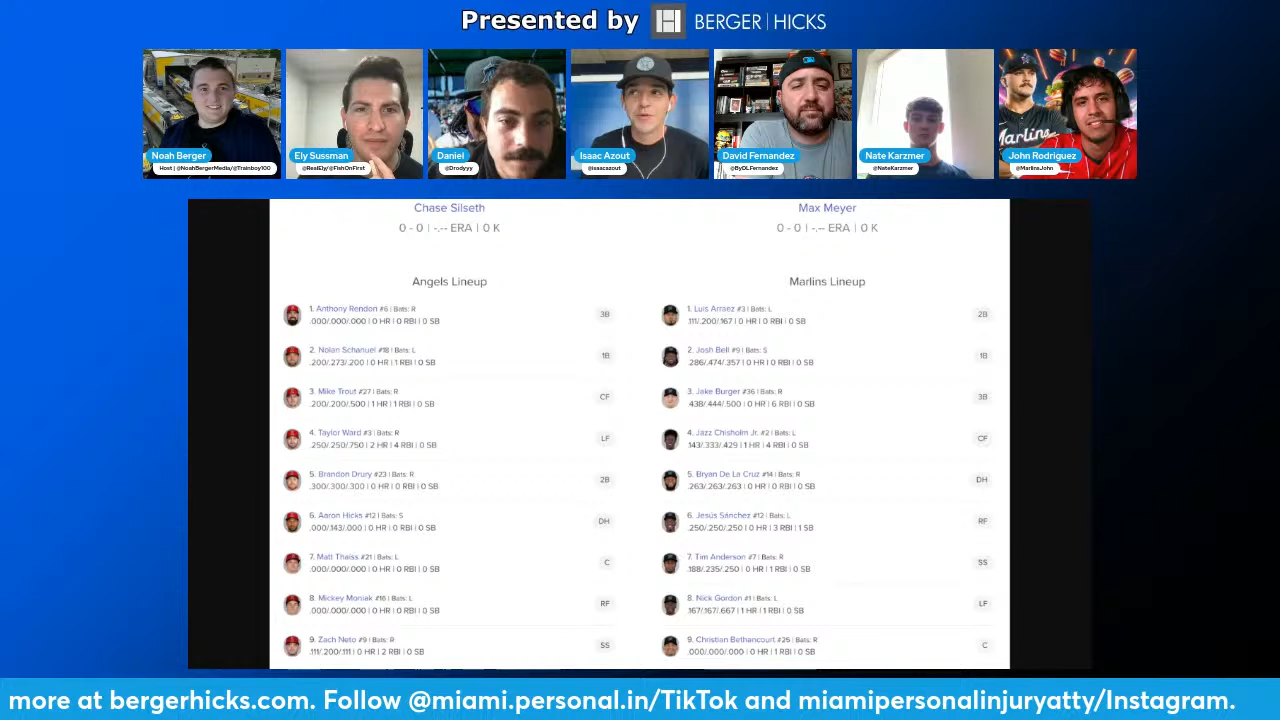 Presented by BERGER | HICKS
Noah Berger
Host | @NoahBergerMedia/@Trainboy100
Ely Sussman
@RealEly/@FishOnFirst
Daniel
@Drodyyy
Isaac Azout
@isaacazout
David Fernandez
@ByDLFernandez
Nate Karzmer
@NateKarzmer
Marlins
John Rodriguez
@MarlinsJohn
Chase Silseth
0 - 0 | -.-- ERA | 0 K
Max Meyer
0 - 0 | -.-- ERA | 0 K
Angels Lineup
1. Anthony Rendon #6 | Bats: R
.000/.000/.000 | 0 HR | 0 RBI | 0 SB
3B
2. Nolan Schanuel #18 | Bats: L
.200/.273/.200 | 0 HR | 1 RBI | 0 SB
1B
3. Mike Trout #27 | Bats: R
.200/.200/.500 | 1 HR | 1 RBI | 0 SB
CF
4. Taylor Ward #3 | Bats: R
.250/.250/.750 | 2 HR | 4 RBI | 0 SB
LF
5. Brandon Drury #23 | Bats: R
.300/.300/.300 | 0 HR | 0 RBI | 0 SB
2B
6. Aaron Hicks #12 | Bats: S
.000/.143/.000 | 0 HR | 0 RBI | 0 SB
DH
7. Matt Thaiss #21 | Bats: L
.000/.000/.000 | 0 HR | 0 RBI | 0 SB
C
8. Mickey Moniak #16 | Bats: L
.000/.000/.000 | 0 HR | 0 RBI | 0 SB
RF
9. Zach Neto #9 | Bats: R
.111/.200/.111 | 0 HR | 2 RBI | 0 SB
SS
Marlins Lineup
1. Luis Arraez #3 | Bats: L
.111/.200/.167 | 0 HR | 0 RBI | 0 SB
2B
2. Josh Bell #9 | Bats: S
.286/.474/.357 | 0 HR | 0 RBI | 0 SB
1B
3. Jake Burger #36 | Bats: R
.438/.444/.500 | 0 HR | 6 RBI | 0 SB
3B
4. Jazz Chisholm Jr. #2 | Bats: L
.143/.333/.429 | 1 HR | 4 RBI | 0 SB
CF
5. Bryan De La Cruz #14 | Bats: R
.263/.263/.263 | 0 HR | 0 RBI | 0 SB
DH
6. Jesús Sánchez #12 | Bats: L
.250/.250/.250 | 0 HR | 3 RBI | 1 SB
RF
7. Tim Anderson #7 | Bats: R
.188/.235/.250 | 0 HR | 1 RBI | 0 SB
SS
8. Nick Gordon #1 | Bats: L
.167/.167/.667 | 1 HR | 1 RBI | 0 SB
LF
9. Christian Bethancourt #25 | Bats: R
.000/.000/.000 | 0 HR | 1 RBI | 0 SB
C
more at bergerhicks.com. Follow @miami.personal.in/TikTok and miamipersonalinjuryatty/Instagram.